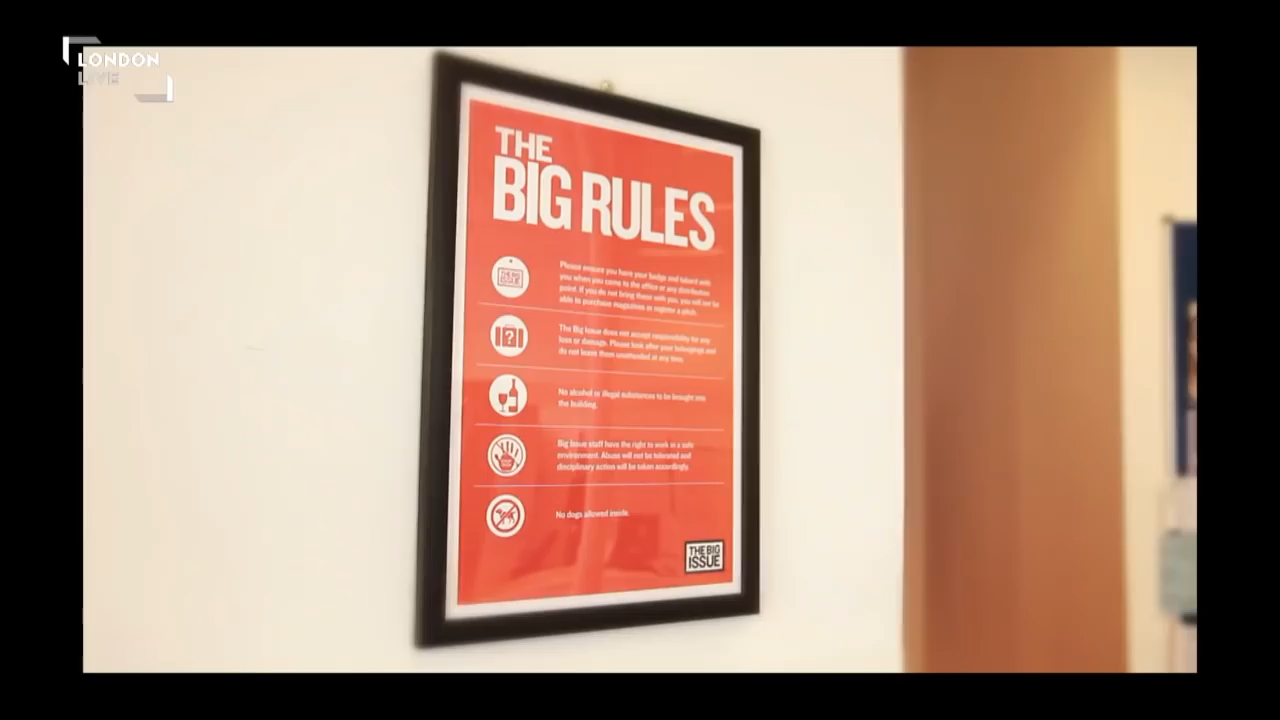 LONDON
LIVE
THE
BIG RULES
THE BIG
ISSUE
Please ensure you have your badge and tabard with
you when you come to the office or any distribution
point. If you do not bring these with you, you will not be
able to purchase magazines or register a pitch.
The Big Issue does not accept responsibility for any
loss or damage. Please look after your belongings and
do not leave them unattended at any time.
No alcohol or illegal substances to be brought into
the building.
Big Issue staff have the right to work in a safe
environment. Abuse will not be tolerated and
disciplinary action will be taken accordingly.
No dogs allowed inside.
THE BIG
ISSUE